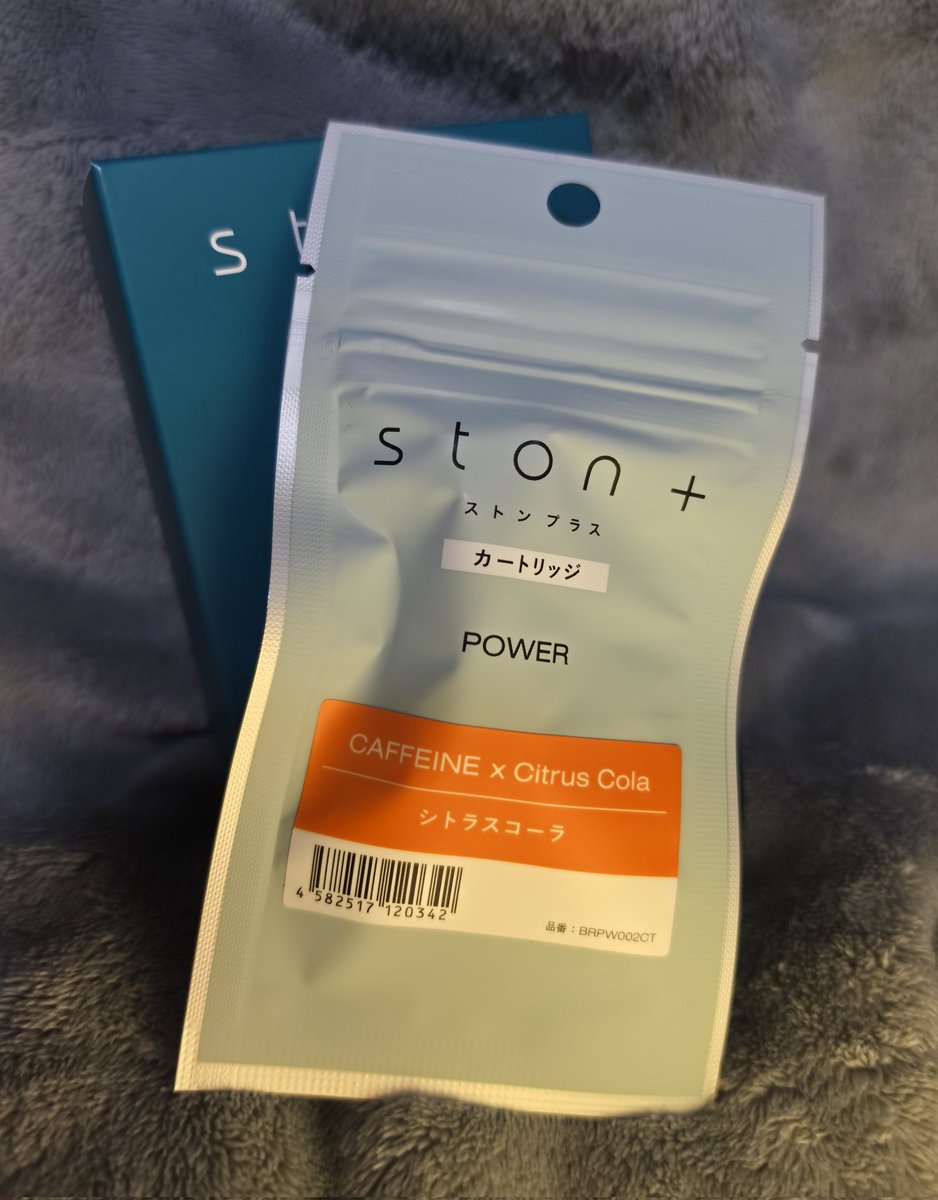 s t
s t o n +
ストンプラス
カートリッジ
POWER
CAFFEINE x Citrus Cola
シトラスコーラ
4 582517 120342
品番：BRPW002CT